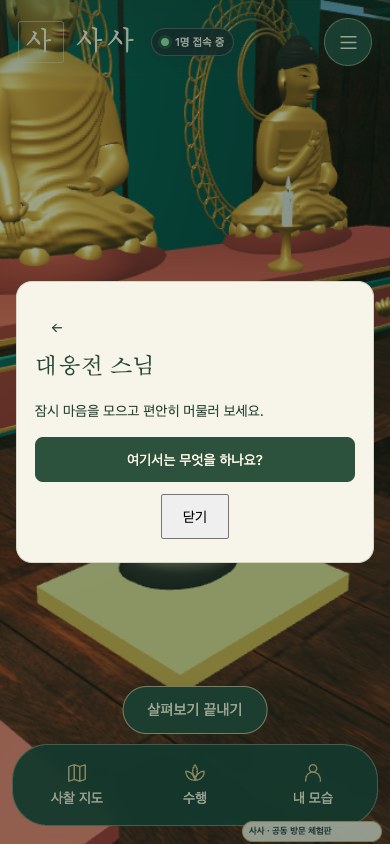 사 사사
1명 접속 중
←
대웅전 스님
잠시 마음을 모으고 편안히 머물러 보세요.
여기서는 무엇을 하나요?
닫기
살펴보기 끝내기
사찰 지도
수행
내 모습
사사 · 공동 방문 체험판